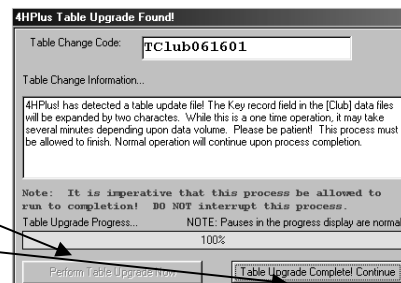 4HPlus Table Upgrade Found!
Table Change Code: TClub061601
Table Change Information...
4HPlus! has detected a table update file! The Key record field in the [Club] data files
will be expanded by two charactes. While this is a one time operation, it may take
several minutes depending upon data volume. Please be patient! This process must
be allowed to finish. Normal operation will continue upon process completion.
Note: It is imperative that this process be allowed to
run to completion! DO NOT interrupt this process.
Table Upgrade Progress... NOTE: Pauses in the progress display are normal
100%
Perform Table Upgrade Now Table Upgrade Complete! Continue